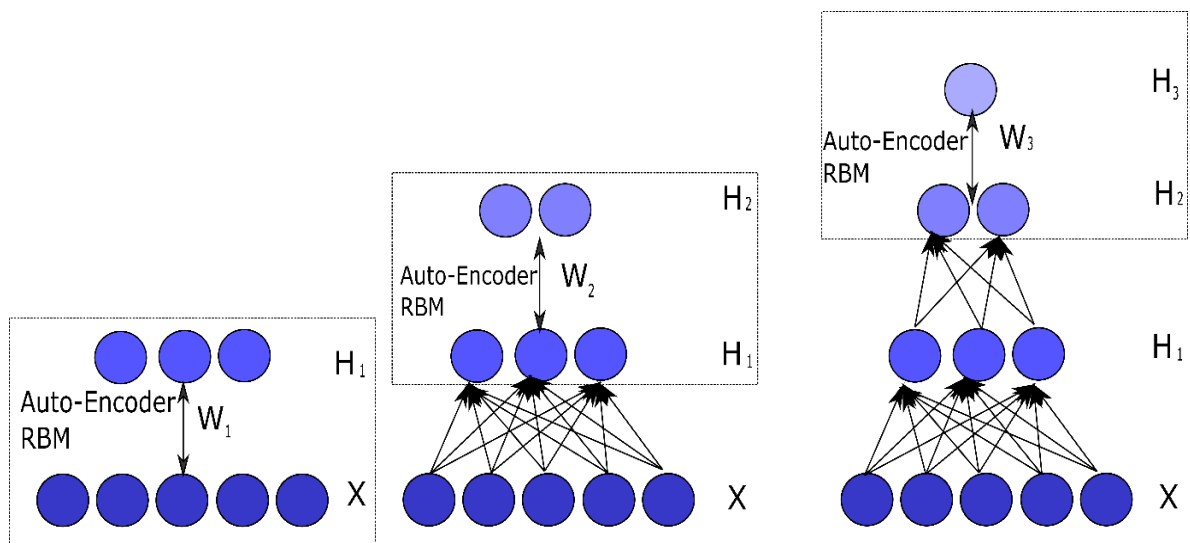 H₁
Auto-Encoder
RBM
W₁
X
H₂
Auto-Encoder
RBM
W₂
H₁
X
H₃
Auto-Encoder
RBM
W₃
H₂
H₁
X